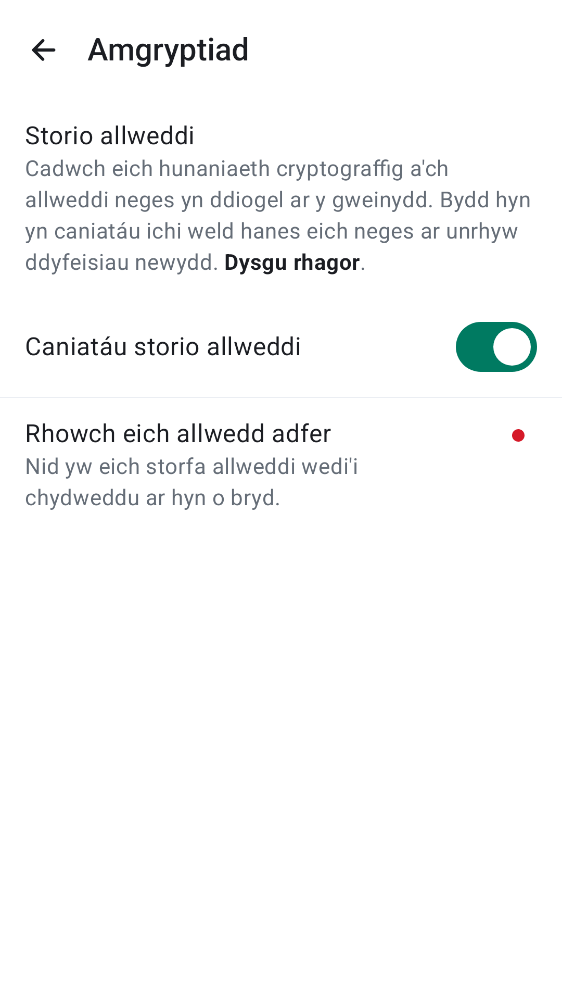 Amgryptiad
Storio allweddi
Cadwch eich hunaniaeth cryptograffig a'ch
allweddi neges yn ddiogel ar y gweinydd. Bydd hyn
yn caniatáu ichi weld hanes eich neges ar unrhyw
ddyfeisiau newydd. Dysgu rhagor.
Caniatáu storio allweddi
Rhowch eich allwedd adfer
Nid yw eich storfa allweddi wedi'i
chydweddu ar hyn o bryd.